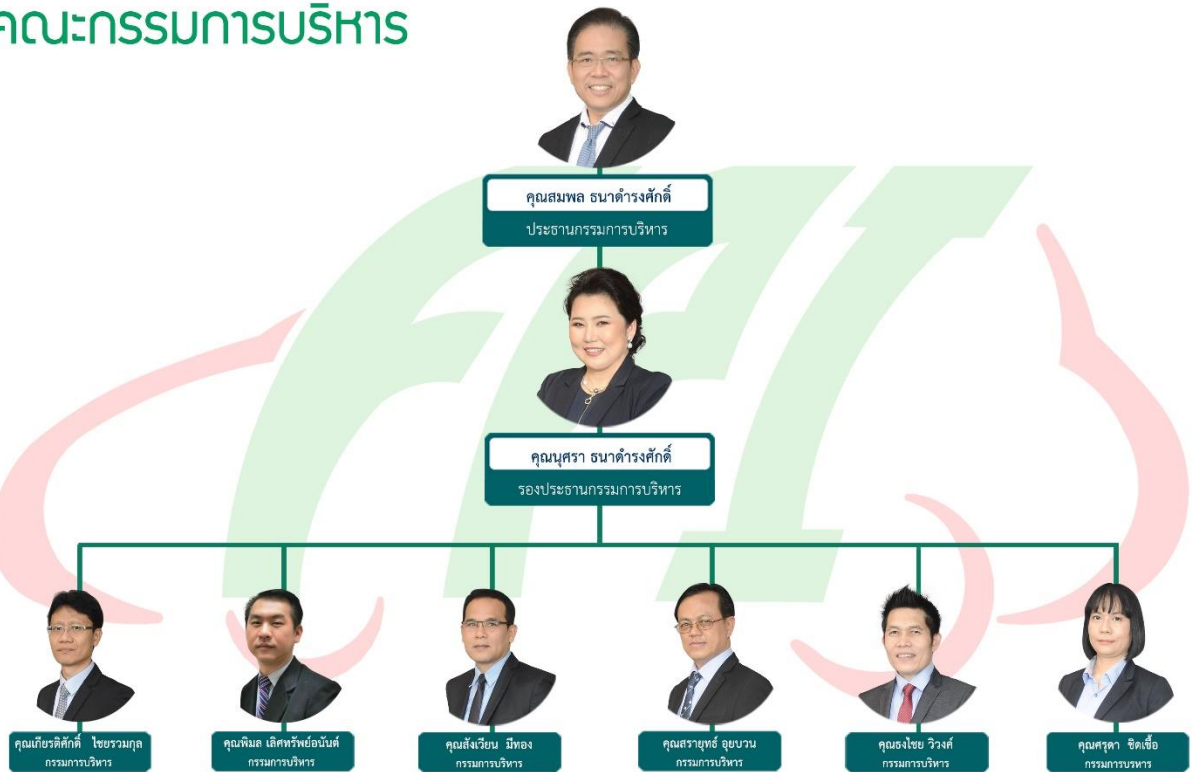 คณะกรรมการบริหาร
คุณสมพล ธนาดำรงศักดิ์
ประธานกรรมการบริหาร
คุณนุศรา ธนาดำรงศักดิ์
รองประธานกรรมการบริหาร
คุณเกียรติศักดิ์ ไชยรวมกุล
กรรมการบริหาร
คุณพิมล เลิศทรัพย์อนันต์
กรรมการบริหาร
คุณสังเวียน มีทอง
กรรมการบริหาร
คุณสรายุทธ์ อุยบวน
กรรมการบริหาร
คุณธงไชย วิวงศ์
กรรมการบริหาร
คุณศรุดา ชิดเชื้อ
กรรมการบริหาร
FPI